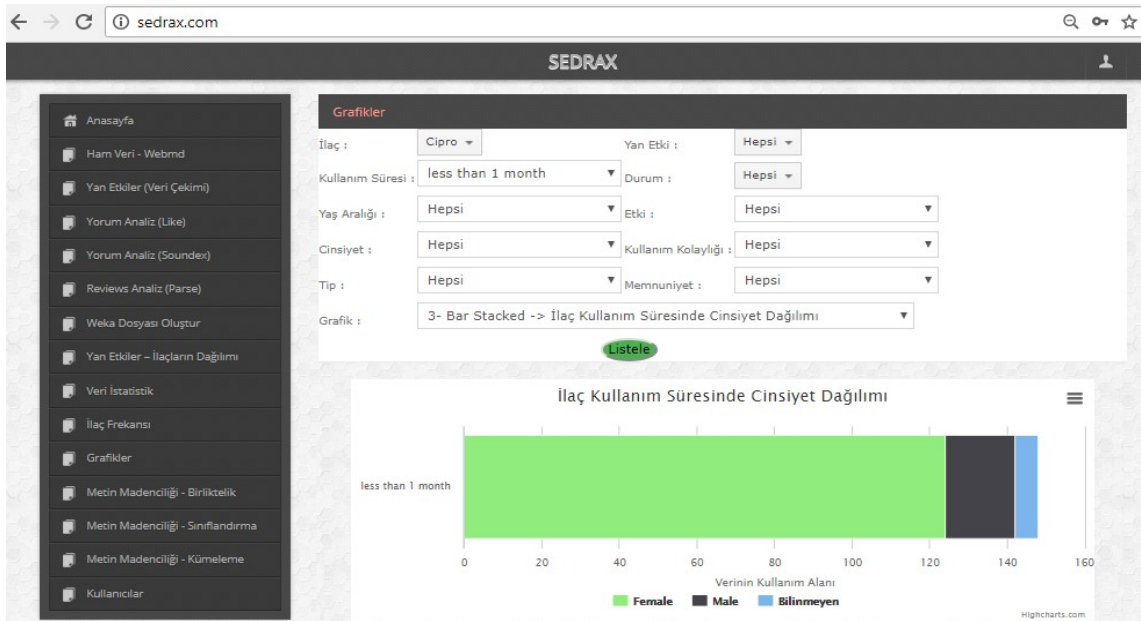 sedrax.com
SEDRAX
Anasayfa
Ham Veri - Webmd
Yan Etkiler (Veri Çekimi)
Yorum Analiz (Like)
Yorum Analiz (Soundex)
Reviews Analiz (Parse)
Weka Dosyası Oluştur
Yan Etkiler – İlaçların Dağılımı
Veri İstatistik
İlaç Frekansı
Grafikler
Metin Madenciliği - Birliktelik
Metin Madenciliği - Sınıflandırma
Metin Madenciliği - Kümeleme
Kullanıcılar
Grafikler
İlaç : Cipro Yan Etki : Hepsi
Kullanım Süresi : less than 1 month Durum : Hepsi
Yaş Aralığı : Hepsi Etki : Hepsi
Cinsiyet : Hepsi Kullanım Kolaylığı : Hepsi
Tip : Hepsi Memnuniyet : Hepsi
Grafik : 3- Bar Stacked -> İlaç Kullanım Süresinde Cinsiyet Dağılımı
Listele
İlaç Kullanım Süresinde Cinsiyet Dağılımı
less than 1 month
0 20 40 60 80 100 120 140 160
Verinin Kullanım Alanı
Female Male Bilinmeyen
Highcharts.com